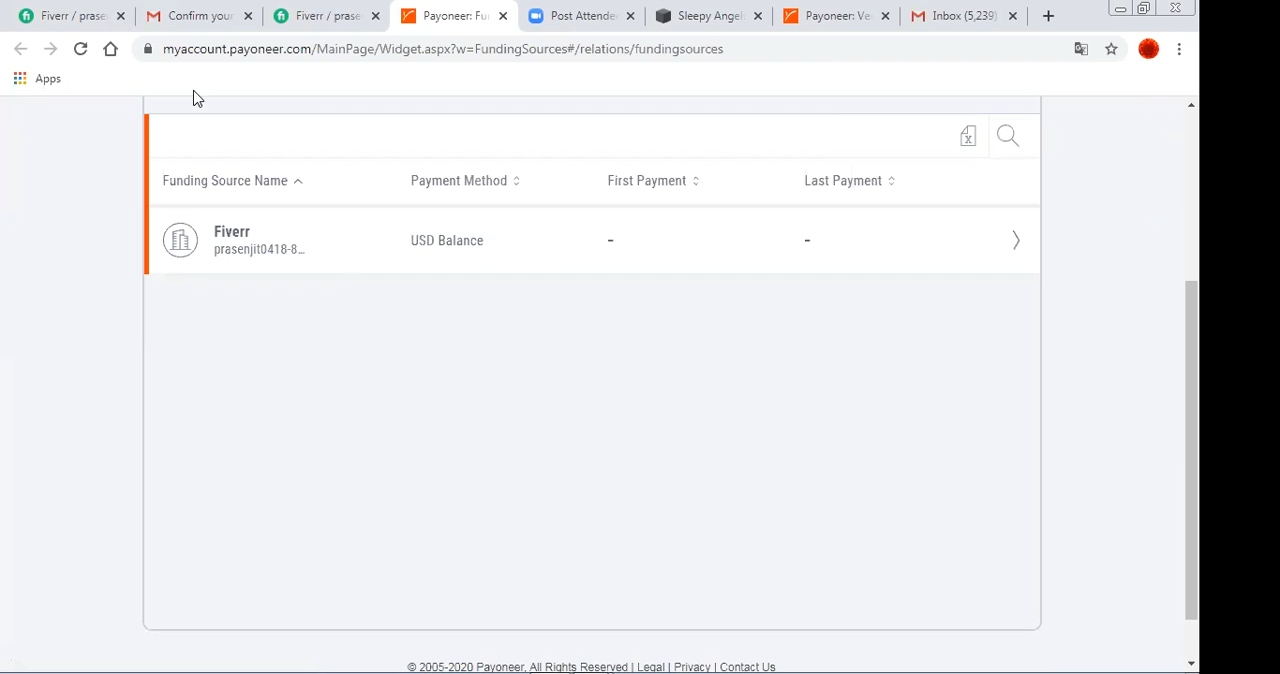 Fiverr / prase
Confirm your
Fiverr / prase
Payoneer: Fu
Post Attende
Sleepy Angel
Payoneer: Ve
Inbox (5,239)
myaccount.payoneer.com/MainPage/Widget.aspx?w=FundingSources#/relations/fundingsources
Apps
Funding Source Name
Payment Method
First Payment
Last Payment
Fiverr
prasenjit0418-8...
USD Balance
-
-
© 2005-2020 Payoneer, All Rights Reserved | Legal | Privacy | Contact Us